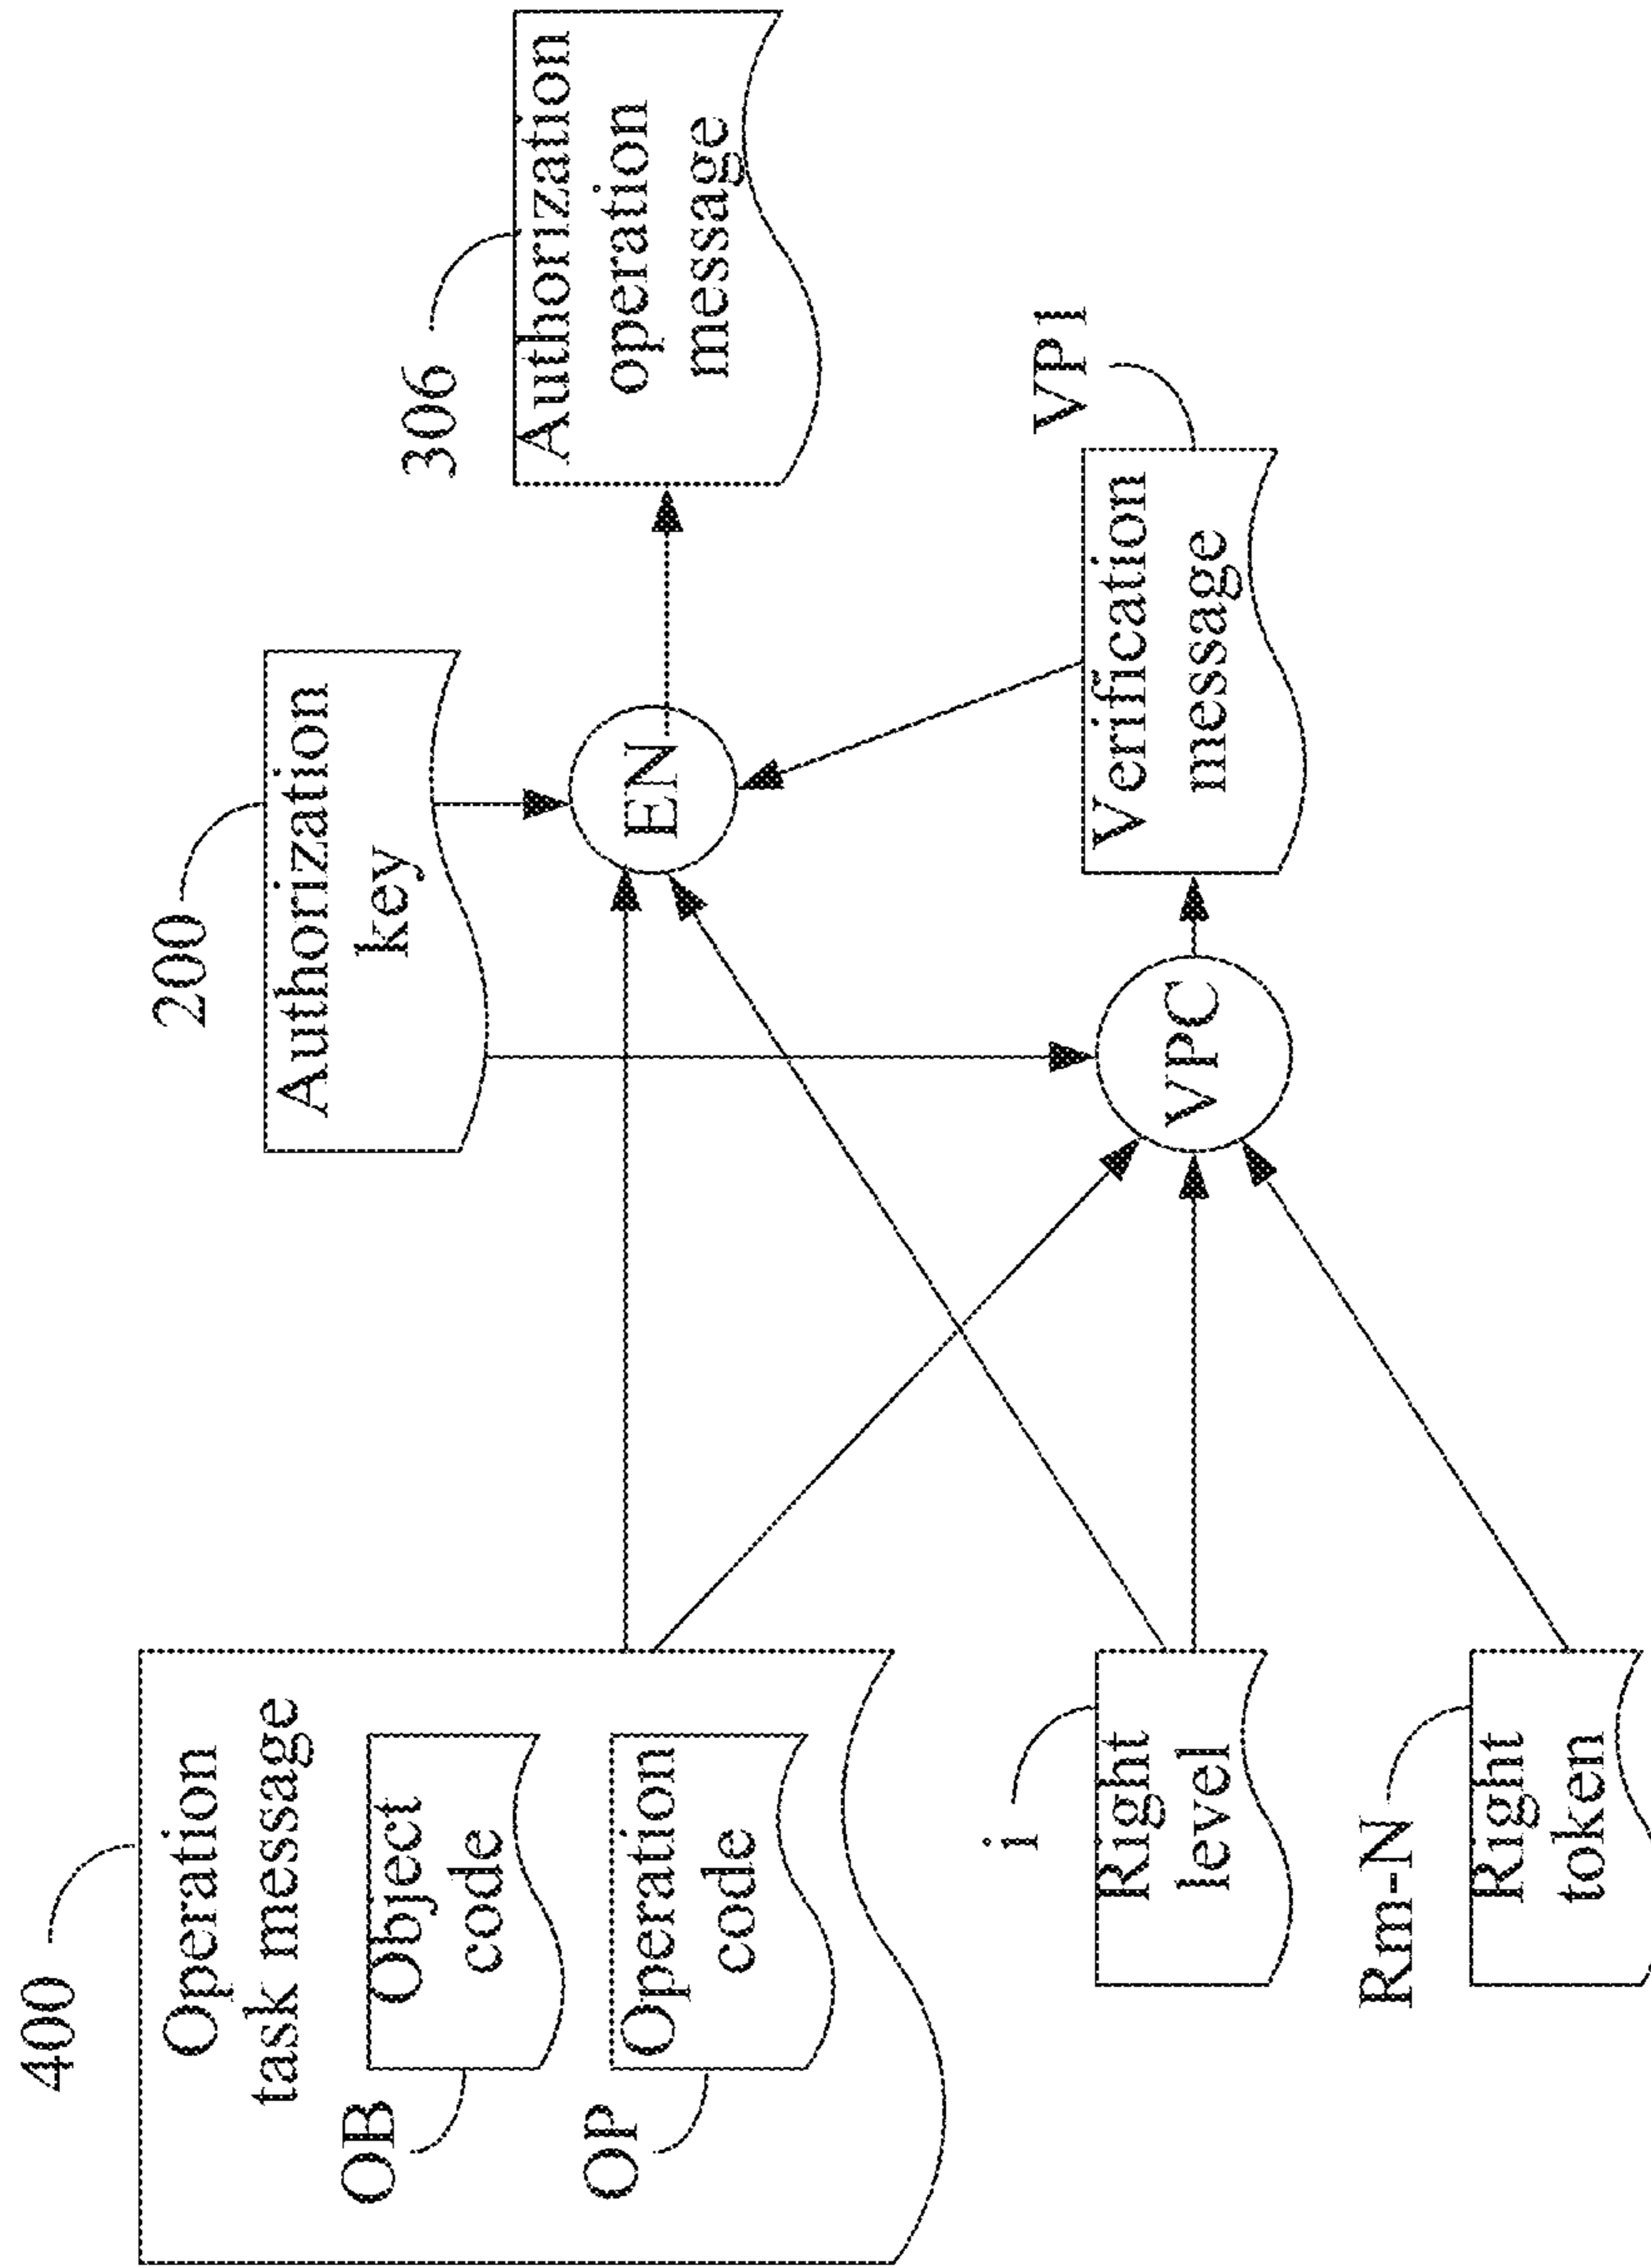 400
Operation
task message
OB
Object
code
OP
Operation
code
i
Right
level
Rm-N
Right
token
200
Authorization
key
EN
VPC
306
Authorization
operation
message
VP1
Verification
message